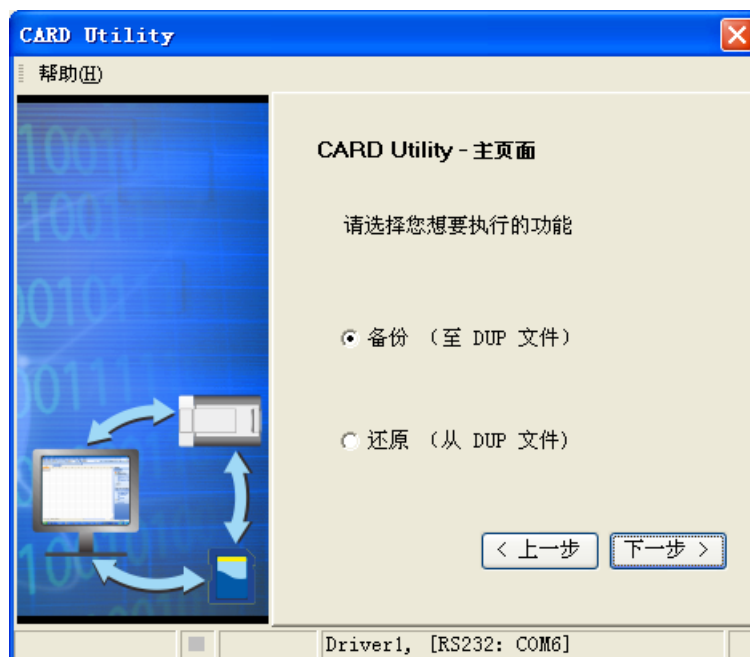 CARD Utility
帮助(H)
CARD Utility - 主页面
请选择您想要执行的功能
备份 （至 DUP 文件）
还原 （从 DUP 文件）
< 上一步
下一步 >
Driver1, [RS232: COM6]